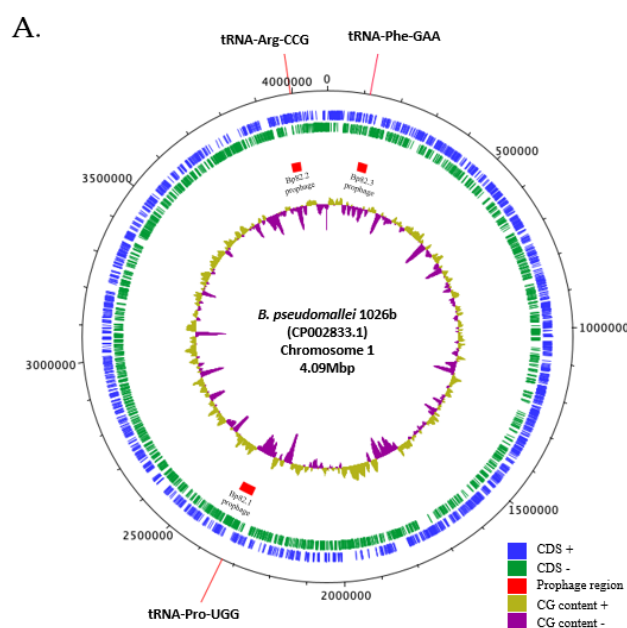 A.
tRNA-Arg-CCG
tRNA-Phe-GAA
4000000
0
500000
3500000
Bp82.2
prophage
Bp82.3
prophage
B. pseudomallei 1026b
(CP002833.1)
Chromosome 1
4.09Mbp
1000000
3000000
Bp82.1
prophage
1500000
2500000
2000000
tRNA-Pro-UGG
CDS +
CDS -
Prophage region
CG content +
CG content -